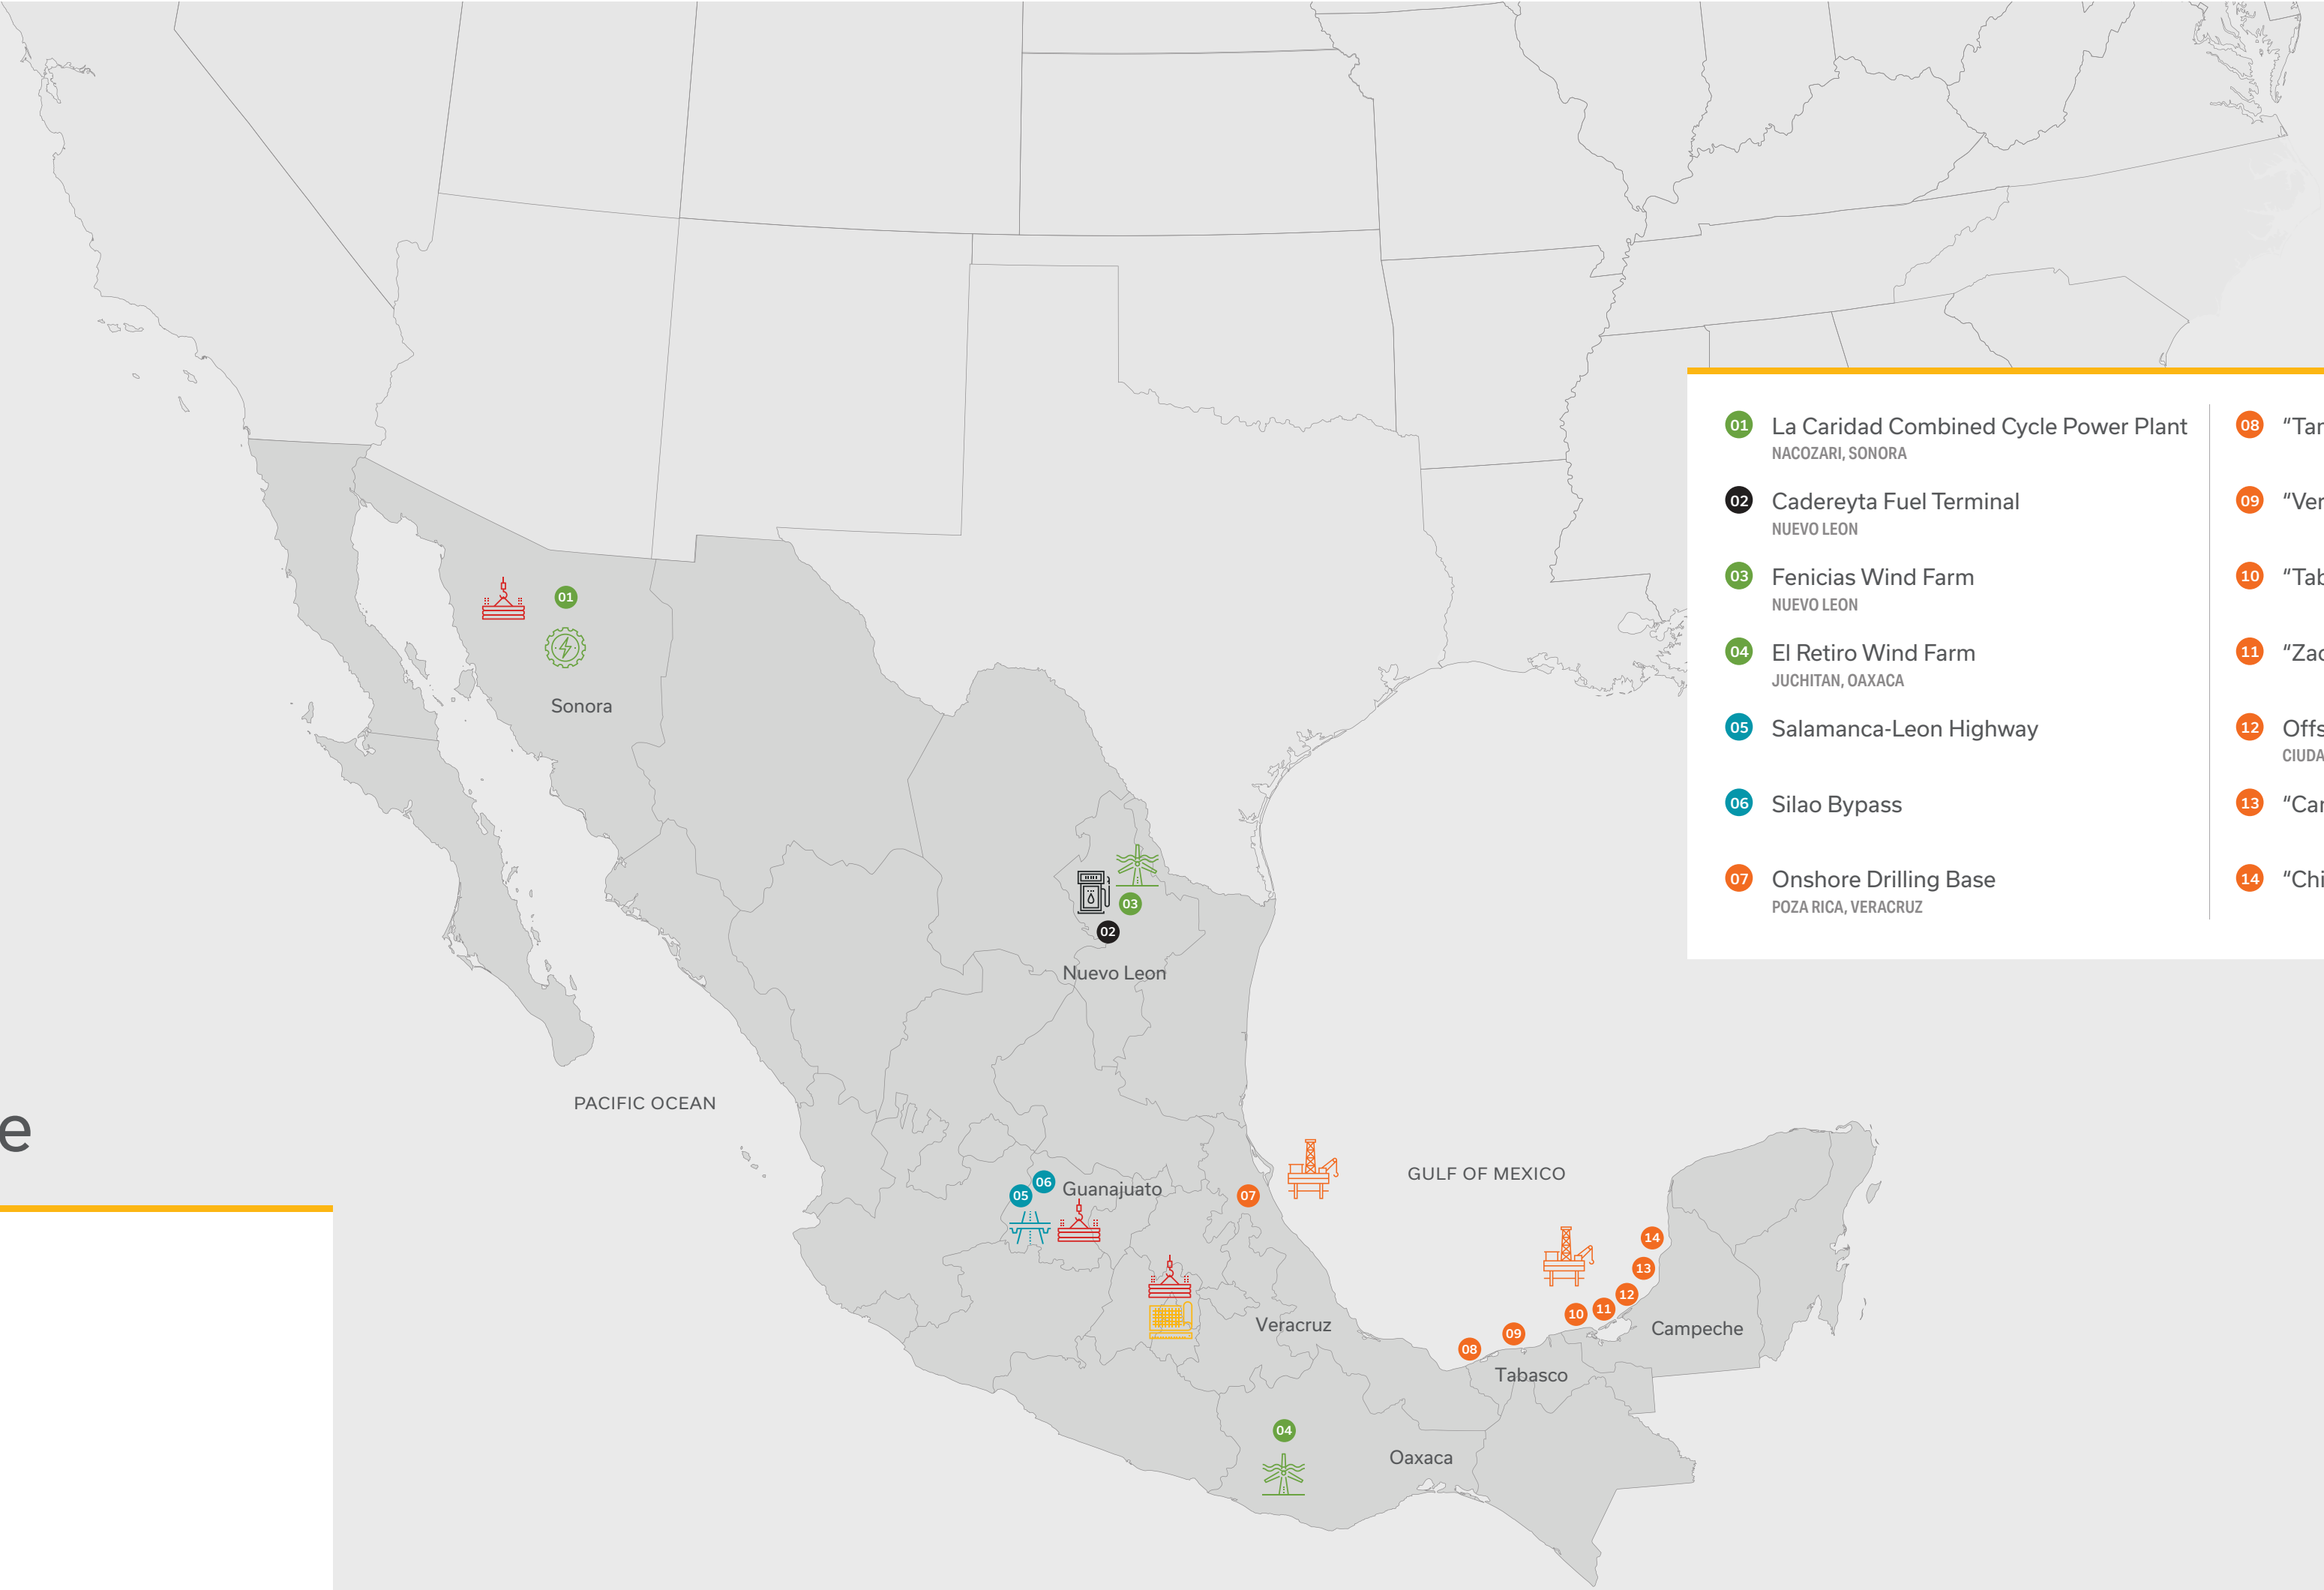 01 La Caridad Combined Cycle Power Plant
NACOZARI, SONORA
02 Cadereyta Fuel Terminal
NUEVO LEON
03 Fenicias Wind Farm
NUEVO LEON
04 El Retiro Wind Farm
JUCHITAN, OAXACA
05 Salamanca-Leon Highway
06 Silao Bypass
07 Onshore Drilling Base
POZA RICA, VERACRUZ
08
09
10
11
12
13
14
01
Sonora
03
02
Nuevo Leon
PACIFIC OCEAN
e
GULF OF MEXICO
06
Guanajuato
05
07
14
13
12
11
10
Veracruz
Campeche
09
08
Tabasco
04
Oaxaca